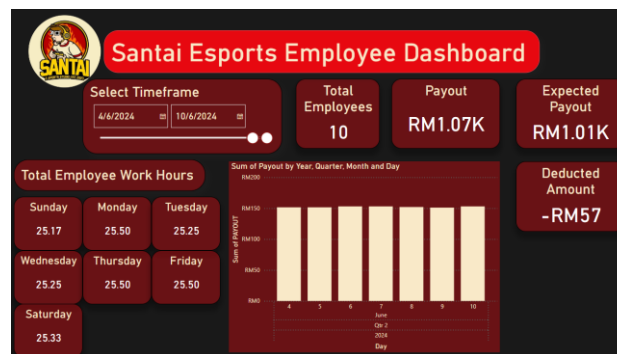 SANTAI
Santai Esports Employee Dashboard
Select Timeframe
4/6/2024
10/6/2024
Total
Employees
10
Payout
RM1.07K
Expected
Payout
RM1.01K
Deducted
Amount
-RM57
Total Employee Work Hours
Sunday
25.17
Monday
25.50
Tuesday
25.25
Wednesday
25.25
Thursday
25.50
Friday
25.50
Saturday
25.33
Sum of Payout by Year, Quarter, Month and Day
Sum of PAYOUT
RM200
RM150
RM100
RM50
RM0
4 5 6 7 8 9 10
June
Qtr 2
2024
Day